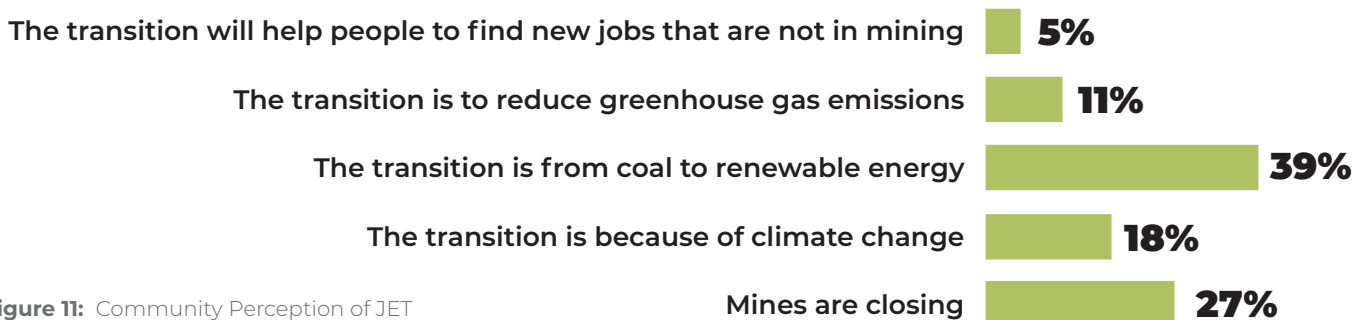 The transition will help people to find new jobs that are not in mining 5%
The transition is to reduce greenhouse gas emissions 11%
The transition is from coal to renewable energy 39%
The transition is because of climate change 18%
igure 11: Community Perception of JET
Mines are closing 27%